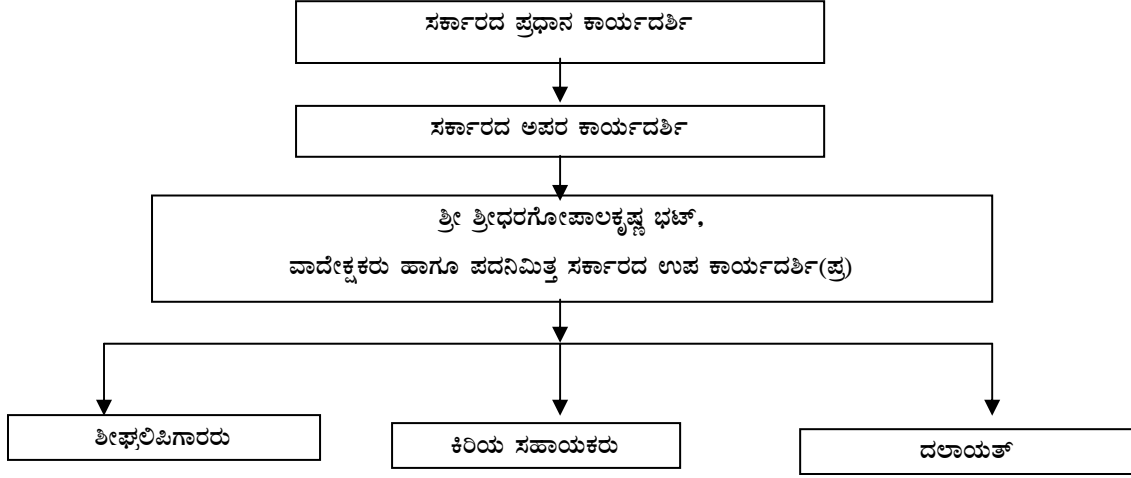 ಸರ್ಕಾರದ ಪ್ರಧಾನ ಕಾರ್ಯದರ್ಶಿ
ಸರ್ಕಾರದ ಅಪರ ಕಾರ್ಯದರ್ಶಿ
ಶ್ರೀ ಶ್ರೀಧರಗೋಪಾಲಕೃಷ್ಣ ಭಟ್,
ವಾದೇಕ್ಷಕರು ಹಾಗೂ ಪದನಿಮಿತ್ತ ಸರ್ಕಾರದ ಉಪ ಕಾರ್ಯದರ್ಶಿ(ಪ್ರ)
ಶೀಘ್ರಲಿಪಿಗಾರರು
ಕಿರಿಯ ಸಹಾಯಕರು
ದಲಾಯತ್